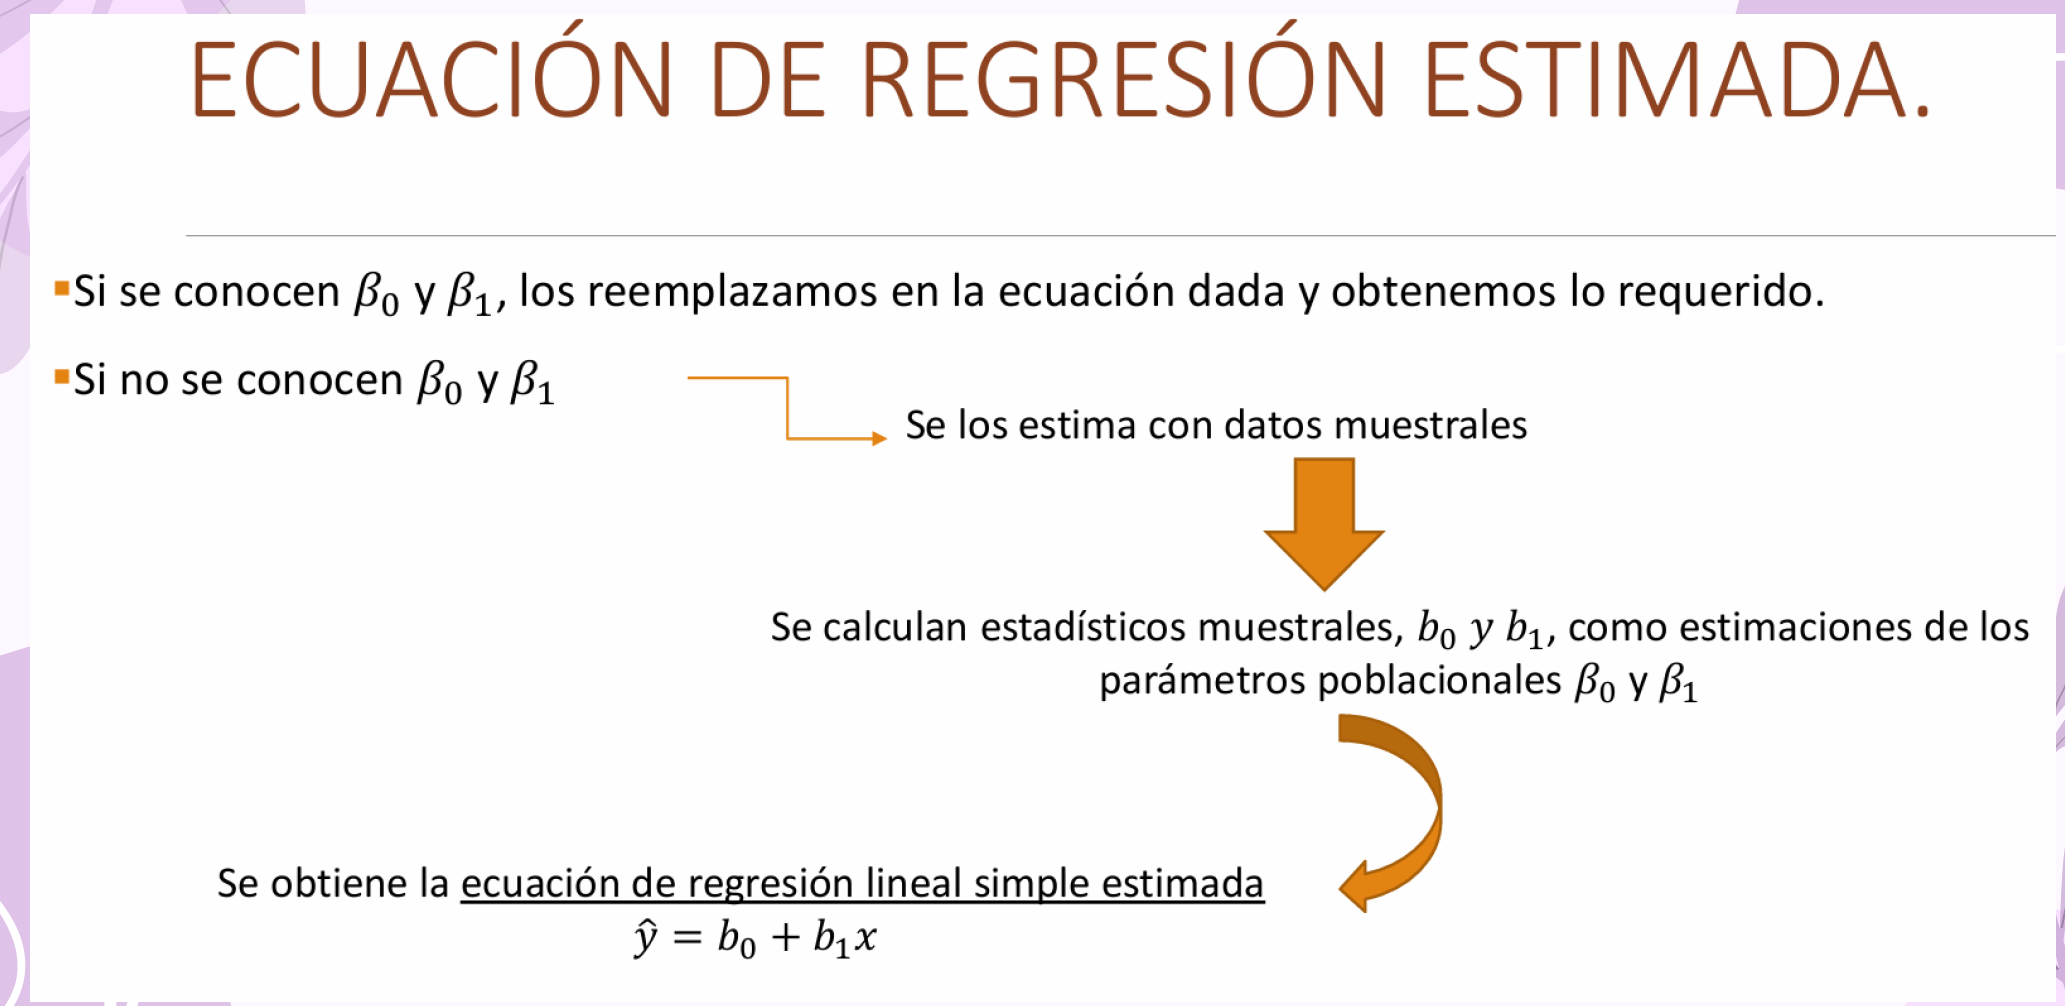 ECUACIÓN DE REGRESIÓN ESTIMADA.
▪Si se conocen β₀ y β₁, los reemplazamos en la ecuación dada y obtenemos lo requerido.
▪Si no se conocen β₀ y β₁
Se los estima con datos muestrales
Se calculan estadísticos muestrales, b₀ y b₁, como estimaciones de los
parámetros poblacionales β₀ y β₁
Se obtiene la ecuación de regresión lineal simple estimada
ŷ = b₀ + b₁x